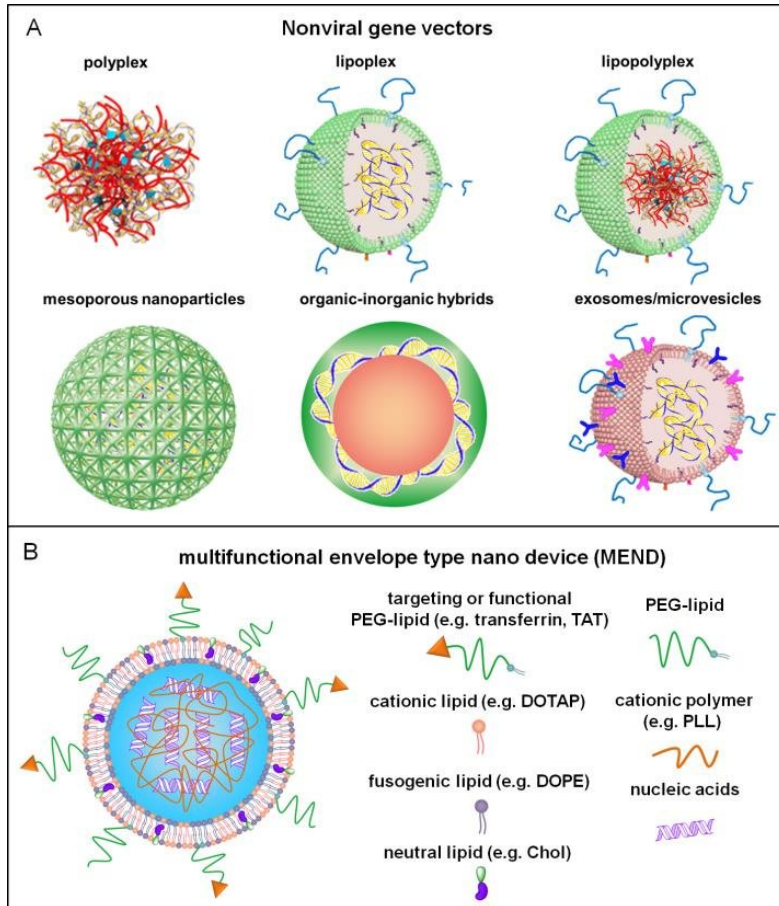 A
Nonviral gene vectors
polyplex
lipoplex
lipopolyplex
mesoporous nanoparticles
organic-inorganic hybrids
exosomes/microvesicles
B
multifunctional envelope type nano device (MEND)
targeting or functional
PEG-lipid (e.g. transferrin, TAT)
PEG-lipid
cationic lipid (e.g. DOTAP)
cationic polymer
(e.g. PLL)
fusogenic lipid (e.g. DOPE)
nucleic acids
neutral lipid (e.g. Chol)